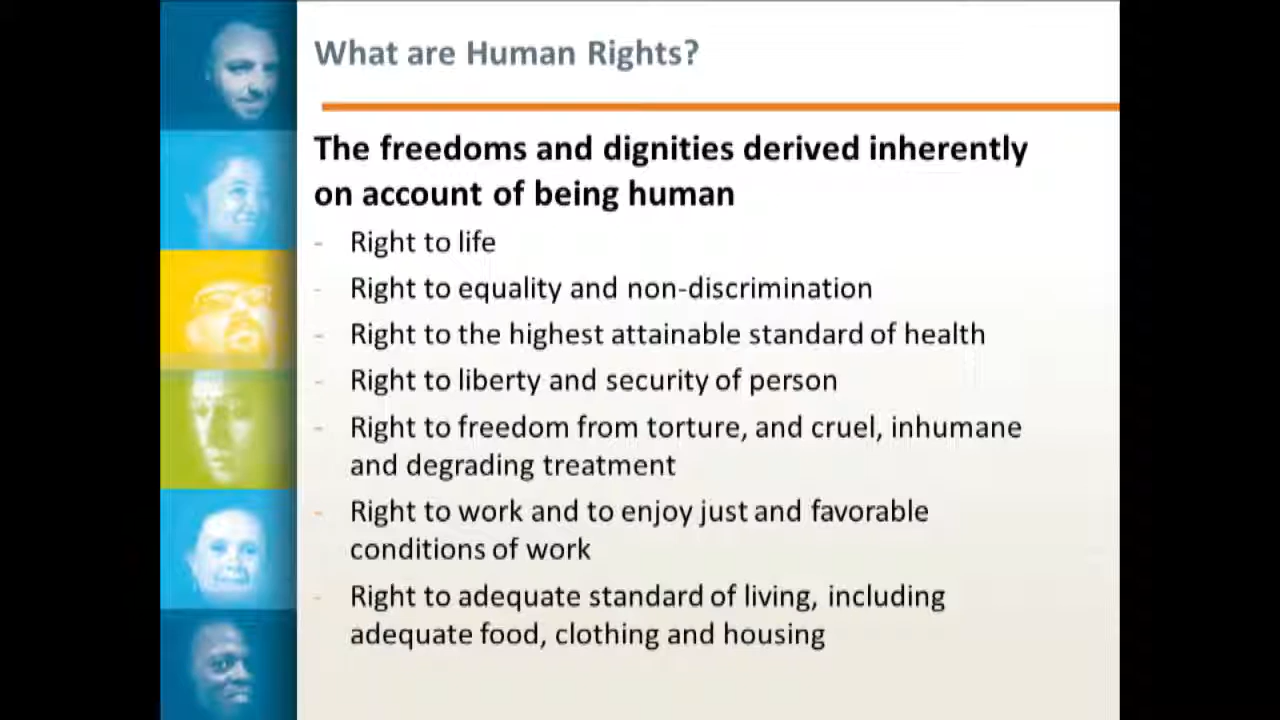 What are Human Rights?
The freedoms and dignities derived inherently
on account of being human
- Right to life
- Right to equality and non-discrimination
- Right to the highest attainable standard of health
- Right to liberty and security of person
- Right to freedom from torture, and cruel, inhumane
and degrading treatment
- Right to work and to enjoy just and favorable
conditions of work
- Right to adequate standard of living, including
adequate food, clothing and housing